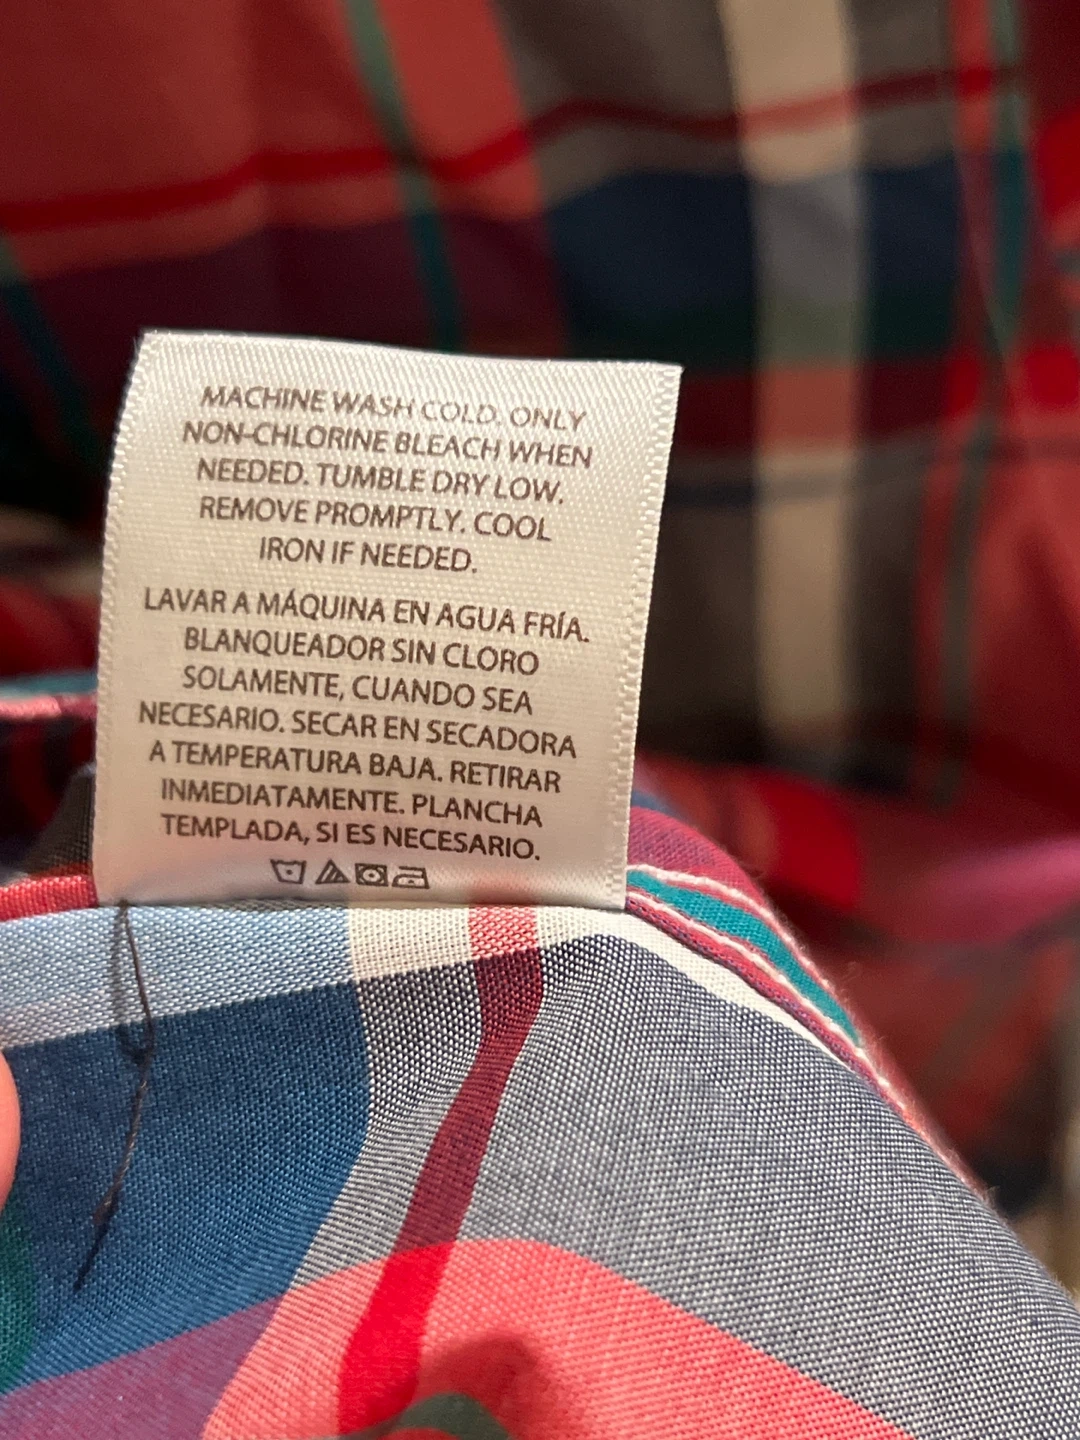 MACHINE WASH COLD. ONLY
NON-CHLORINE BLEACH WHEN
NEEDED. TUMBLE DRY LOW.
REMOVE PROMPTLY. COOL
IRON IF NEEDED.
LAVAR A MÁQUINA EN AGUA FRÍA.
BLANQUEADOR SIN CLORO
SOLAMENTE, CUANDO SEA
NECESARIO. SECAR EN SECADORA
A TEMPERATURA BAJA. RETIRAR
INMEDIATAMENTE. PLANCHA
TEMPLADA, SI ES NECESARIO.